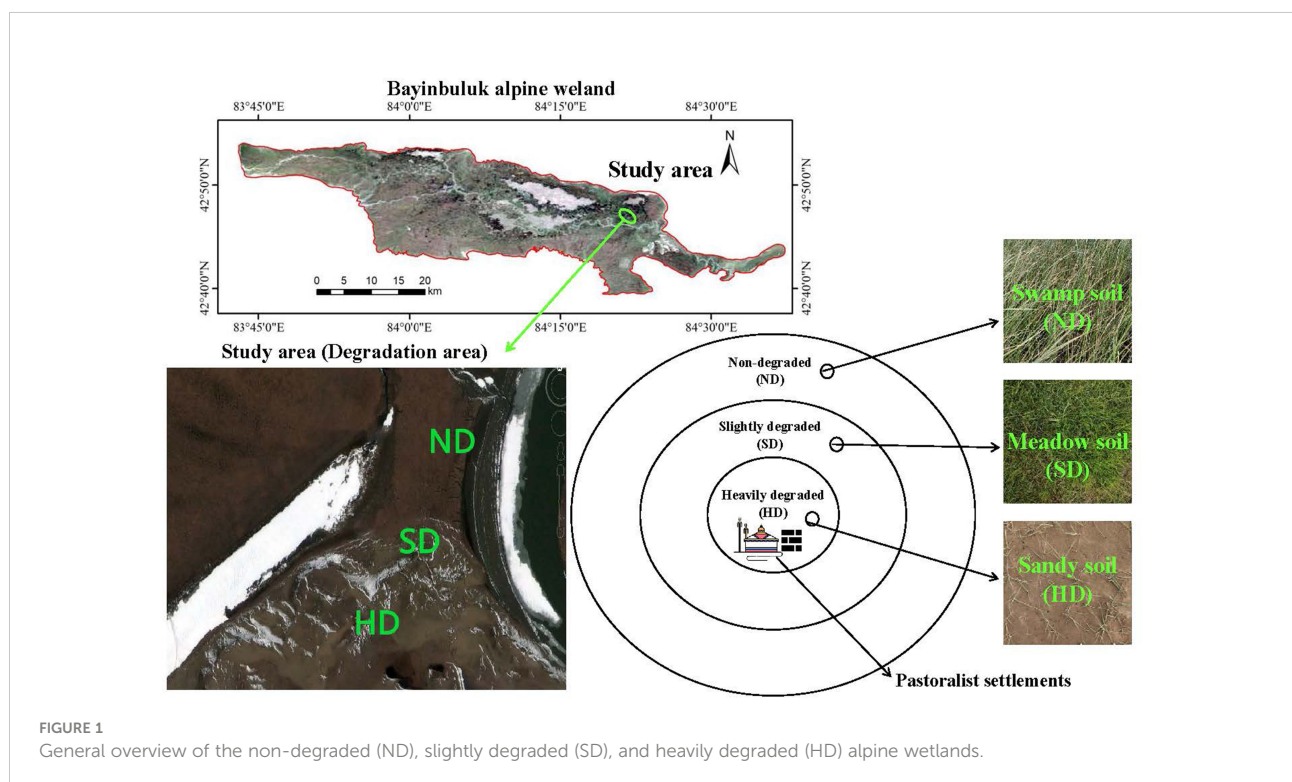 Bayinbuluk alpine weland
83°45'0"E 84°0'0"E 84°15'0"E 84°30'0"E
N
Study area
42°50'0"N 42°50'0"N
42°40'0"N 42°40'0"N
0 5 10 15 20
km
83°45'0"E 84°0'0"E 84°15'0"E 84°30'0"E
Study area (Degradation area)
ND
SD
HD
Non-degraded
(ND)
Slightly degraded
(SD)
Heavily degraded
(HD)
Swamp soil
(ND)
Meadow soil
(SD)
Sandy soil
(HD)
Pastoralist settlements
FIGURE 1
General overview of the non-degraded (ND), slightly degraded (SD), and heavily degraded (HD) alpine wetlands.